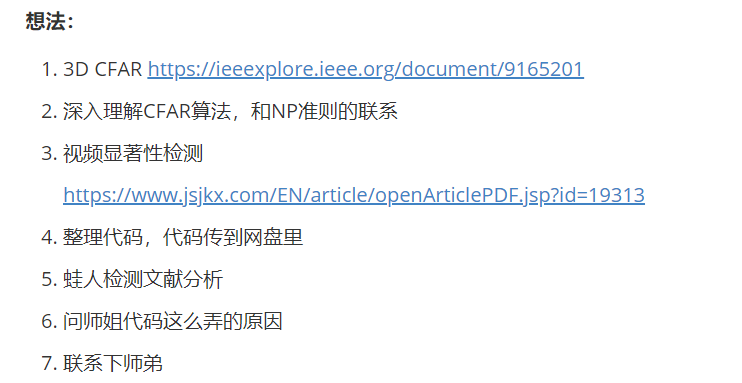 想法：
1. 3D CFAR https://ieeexplore.ieee.org/document/9165201
2. 深入理解CFAR算法，和NP准则的联系
3. 视频显著性检测
https://www.jsjkx.com/EN/article/openArticlePDF.jsp?id=19313
4. 整理代码，代码传到网盘里
5. 蛙人检测文献分析
6. 问师姐代码这么弄的原因
7. 联系下师弟